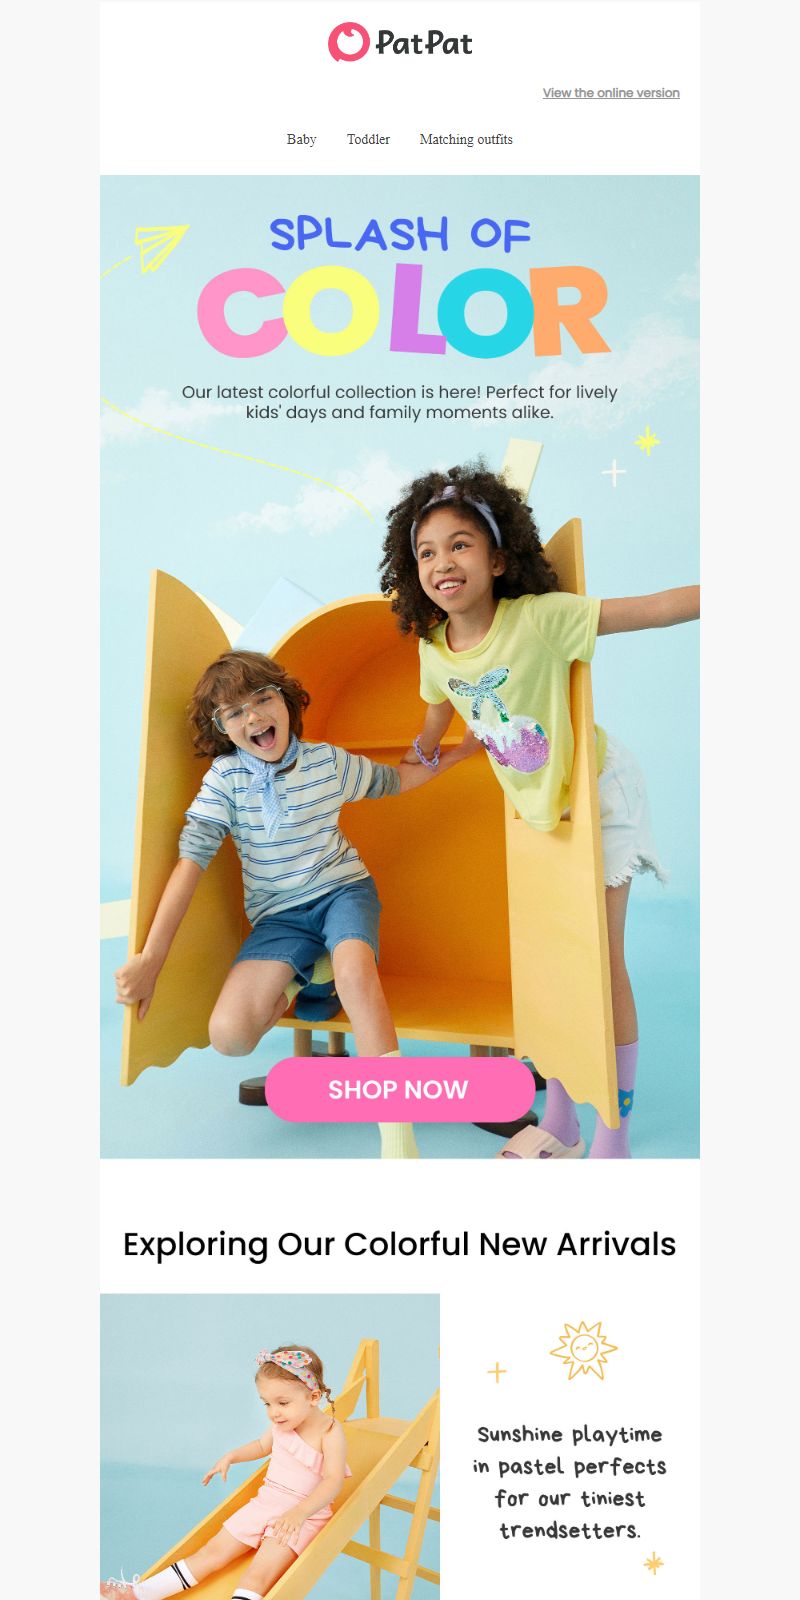 PatPat
View the online version
Baby Toddler Matching outfits
SPLASH OF
COLOR
Our latest colorful collection is here! Perfect for lively
kids' days and family moments alike.
SHOP NOW
Exploring Our Colorful New Arrivals
Sunshine playtime
in pastel perfects
for our tiniest
trendsetters.